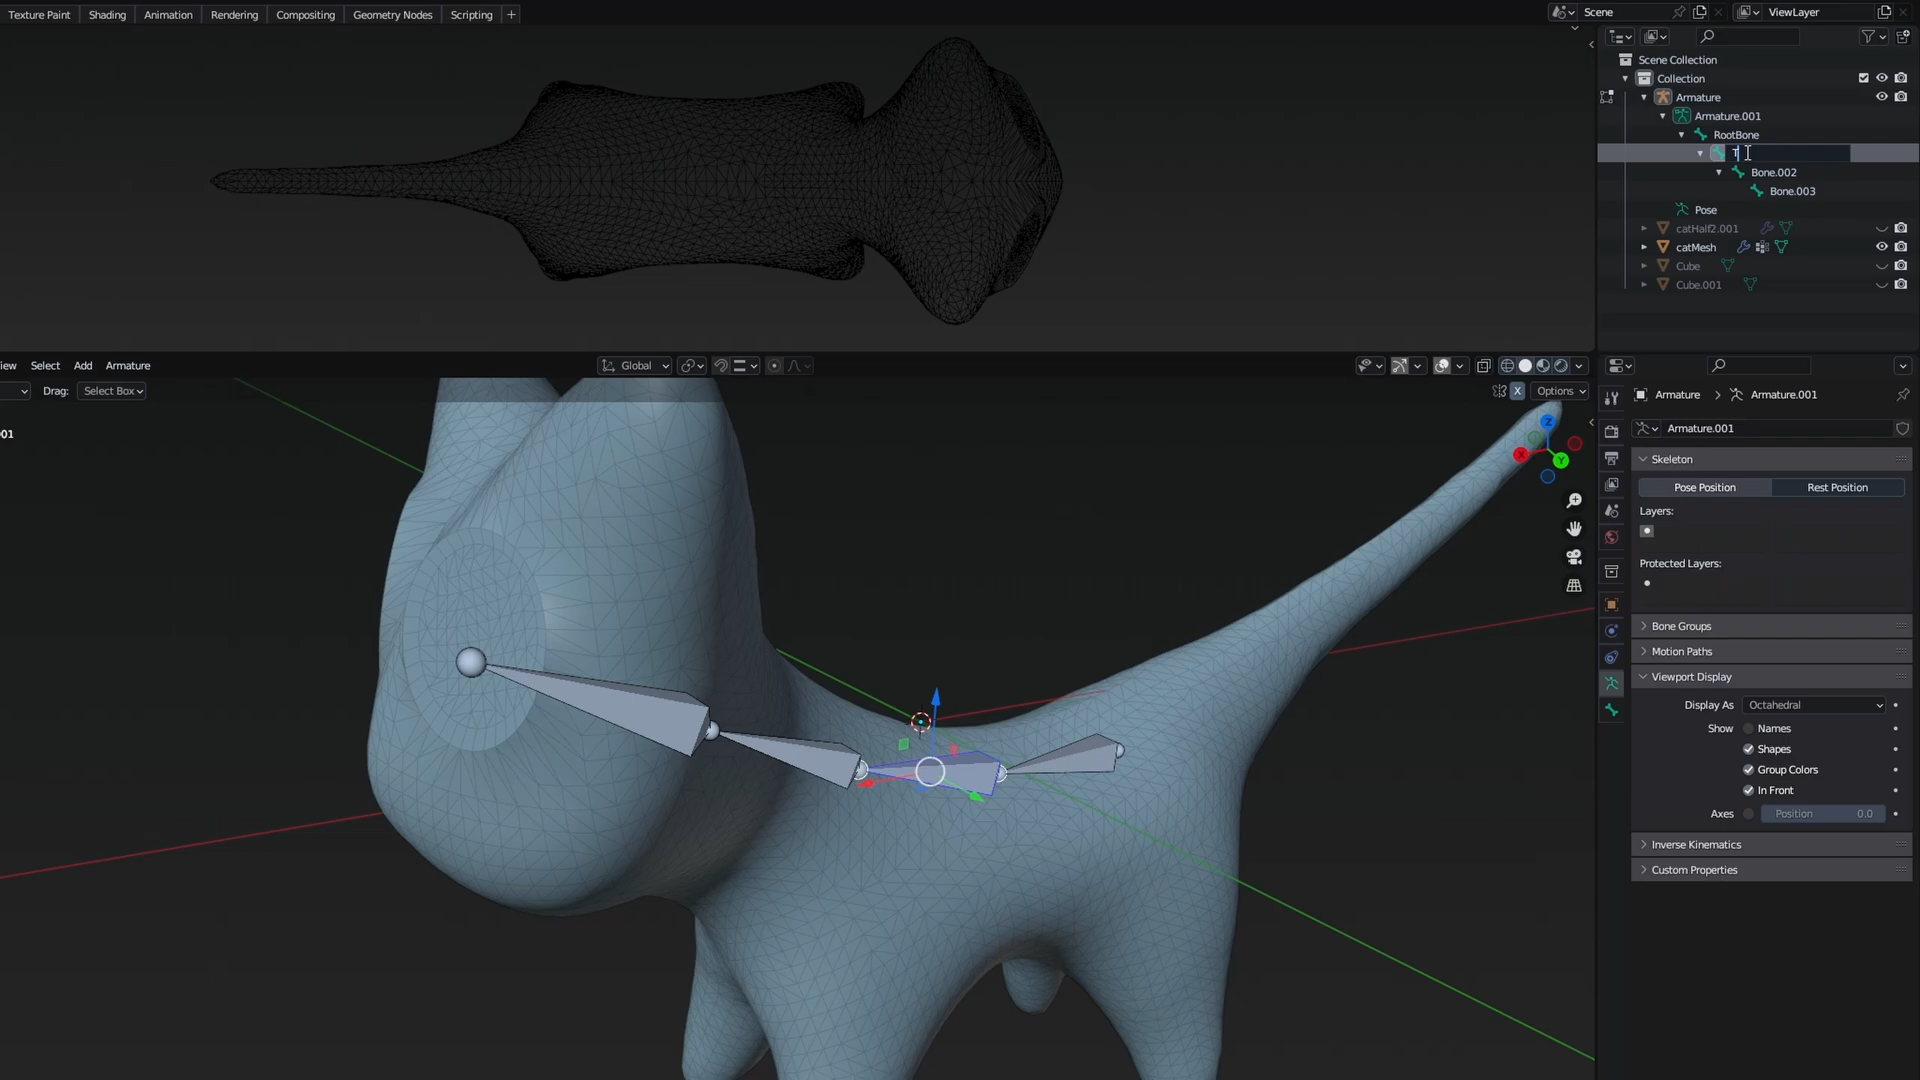 Texture Paint Shading Animation Rendering Compositing Geometry Nodes Scripting +
Scene
ViewLayer
Scene Collection
Collection
Armature
Armature.001
RootBone
T
Bone.002
Bone.003
Pose
catHalf2.001
catMesh
Cube
Cube.001
iew Select Add Armature
Global
Drag: Select Box
X Options
01
Z
X
Y
Armature > Armature.001
Armature.001
Skeleton
Pose Position Rest Position
Layers:
Protected Layers:
Bone Groups
Motion Paths
Viewport Display
Display As Octahedral
Show Names
Shapes
Group Colors
In Front
Axes Position 0.0
Inverse Kinematics
Custom Properties